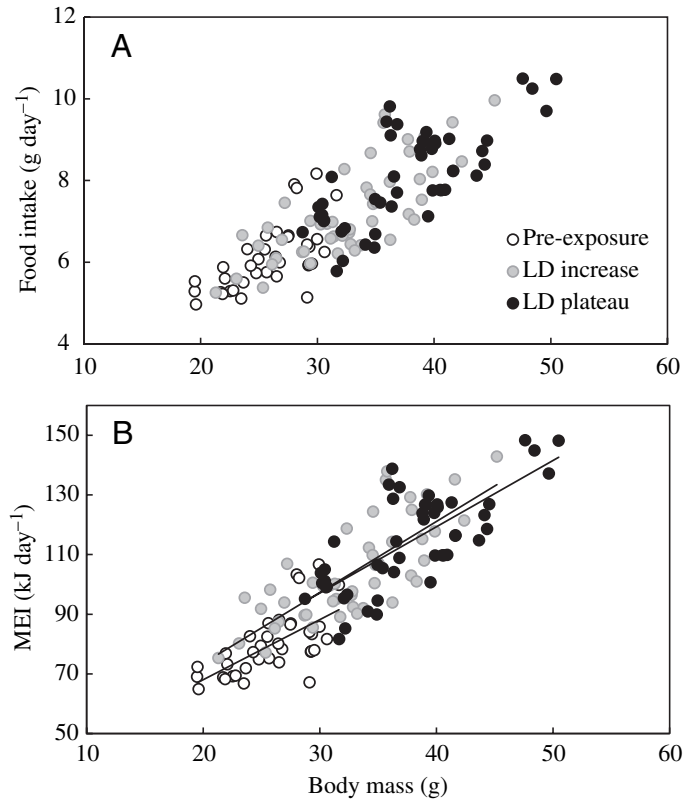 12
A
10
8
6
4
Food intake (g day⁻¹)
Pre-exposure
LD increase
LD plateau
10 20 30 40 50 60
B
150
130
110
90
70
50
MEI (kJ day⁻¹)
10 20 30 40 50 60
Body mass (g)